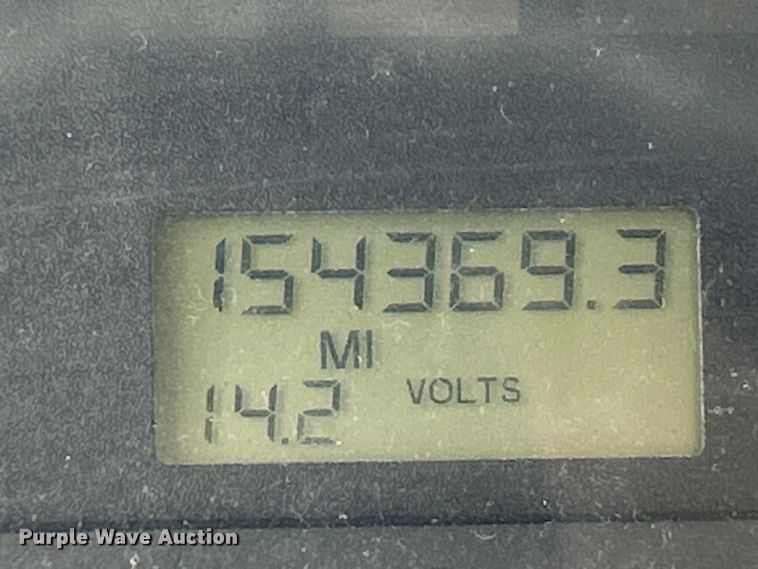 154369.3
MI
14.2 VOLTS
Purple Wave Auction